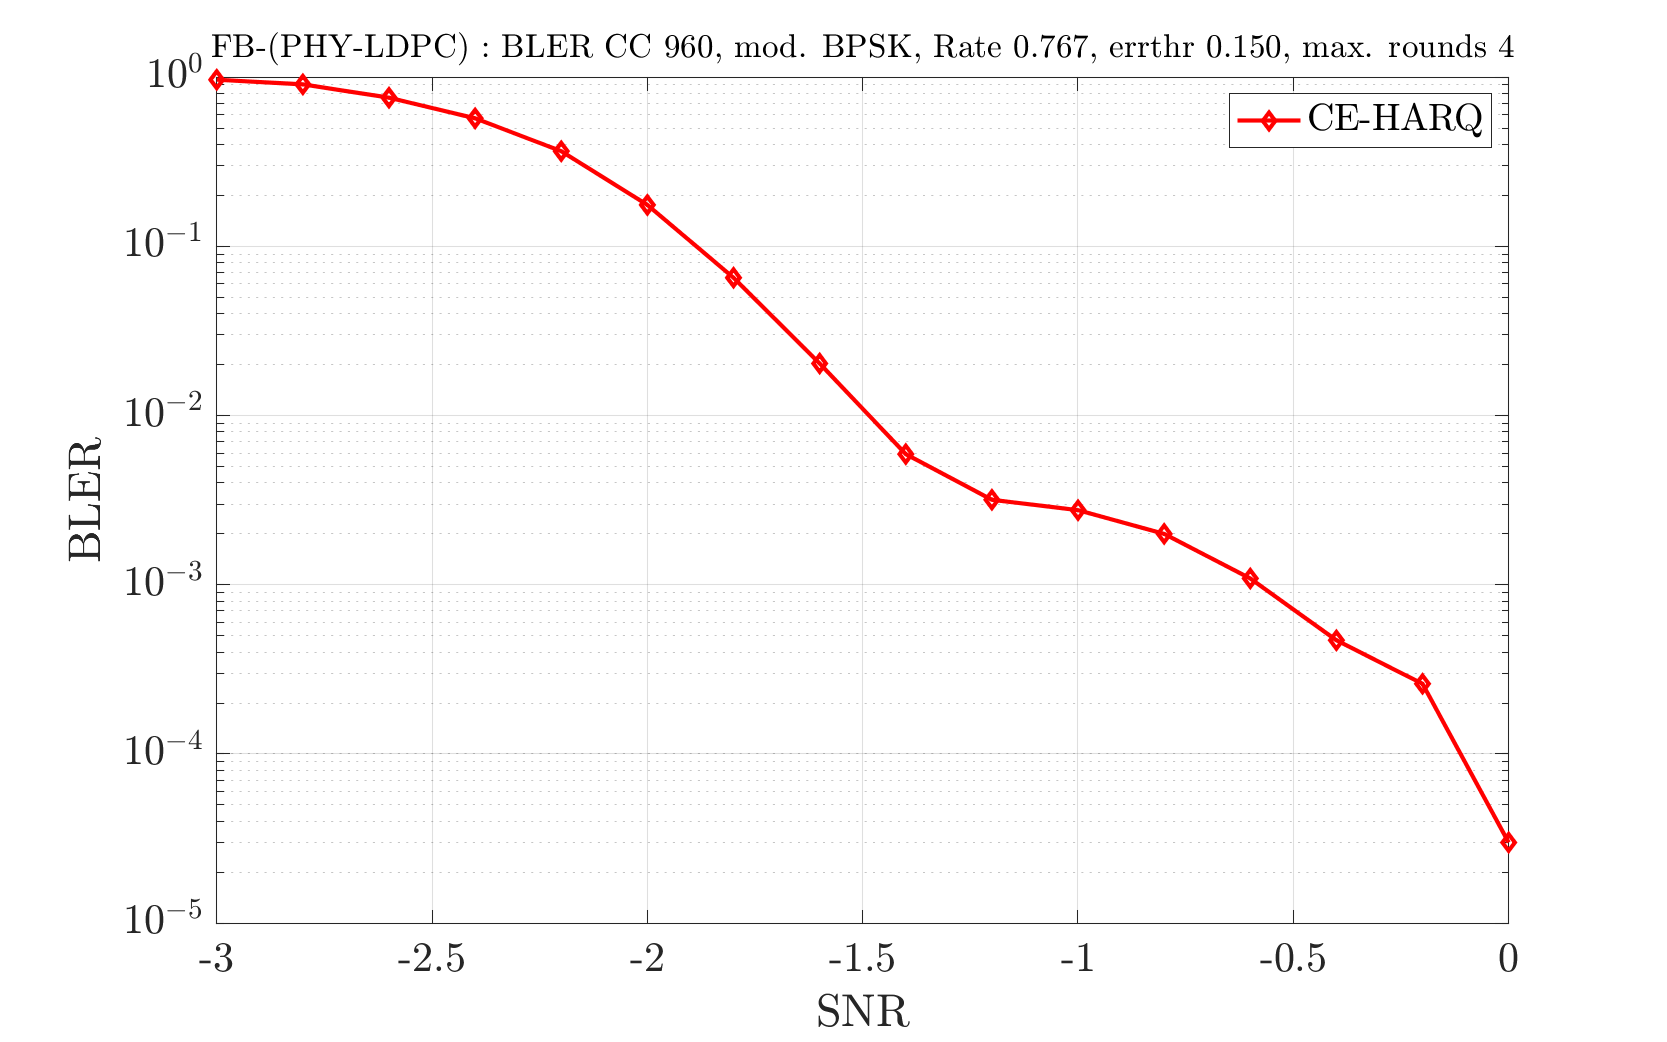 FB-(PHY-LDPC) : BLER CC 960, mod. BPSK, Rate 0.767, errthr 0.150, max. rounds 4
CE-HARQ
10^0
10^{-1}
10^{-2}
10^{-3}
10^{-4}
10^{-5}
BLER
-3 -2.5 -2 -1.5 -1 -0.5 0
SNR